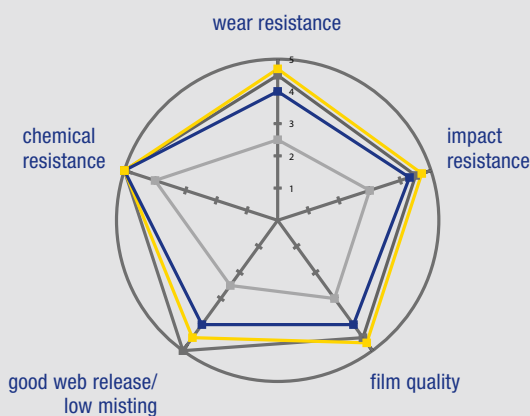 wear resistance
5
4
3
2
1
chemical
resistance
impact
resistance
good web release/
low misting
film quality